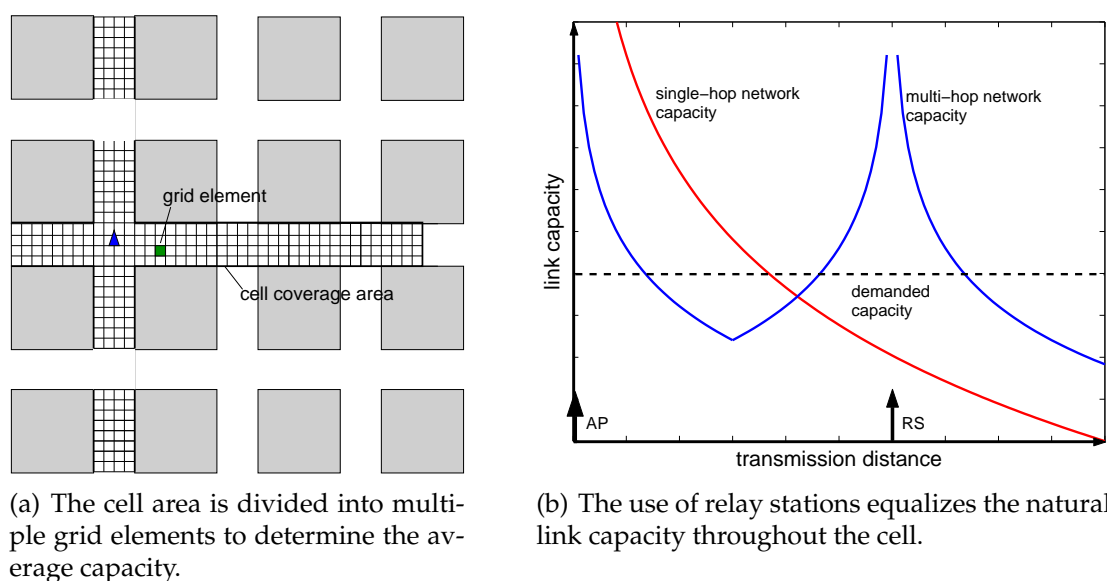 grid element
cell coverage area
(a) The cell area is divided into multi-
ple grid elements to determine the av-
erage capacity.
single−hop network
capacity
multi−hop network
capacity
link capacity
demanded
capacity
AP
RS
transmission distance
(b) The use of relay stations equalizes the natural
link capacity throughout the cell.